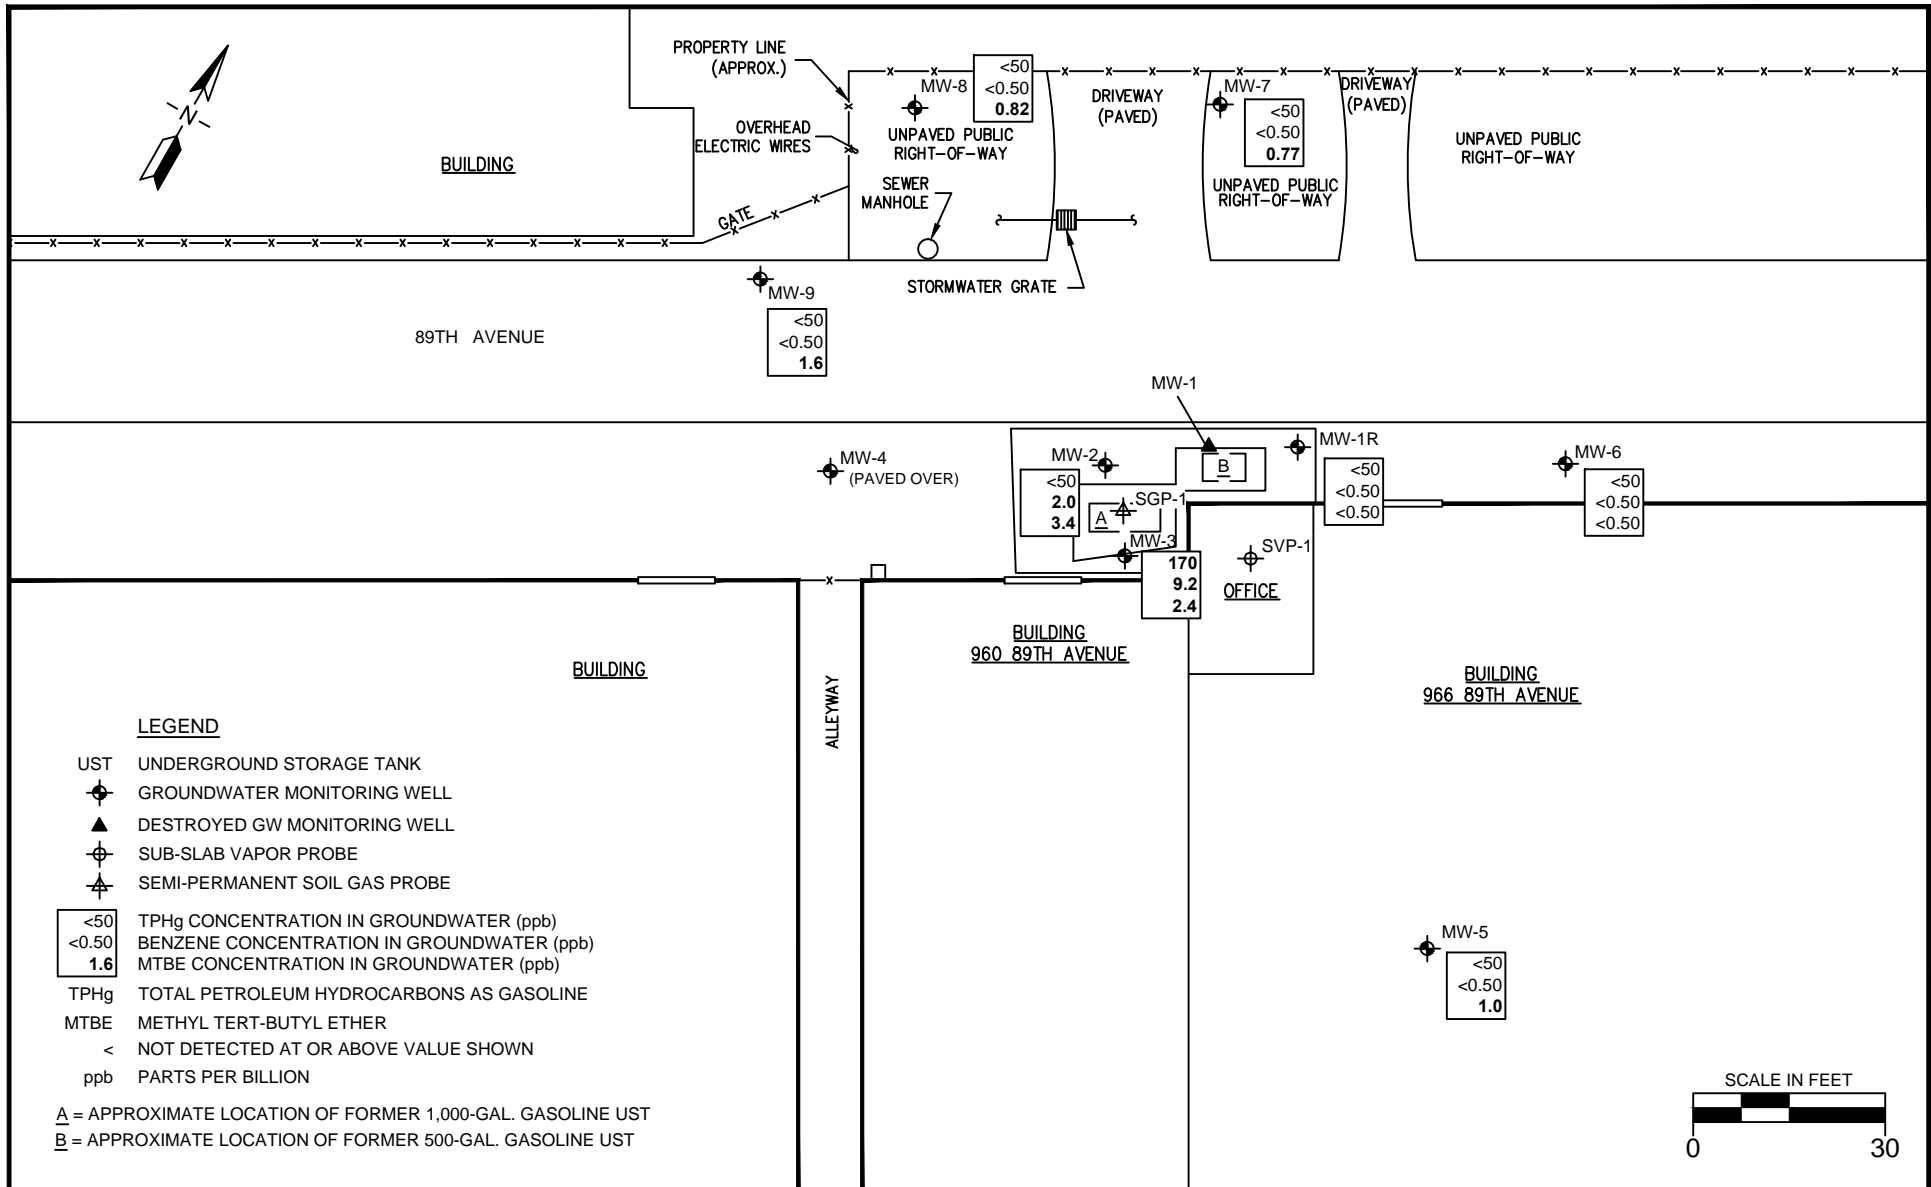 PROPERTY LINE
(APPROX.)
N
OVERHEAD
ELECTRIC WIRES
BUILDING
GATE
MW-8
<50
<0.50
0.82
UNPAVED PUBLIC
RIGHT-OF-WAY
SEWER
MANHOLE
DRIVEWAY
(PAVED)
STORMWATER GRATE
MW-7
<50
<0.50
0.77
UNPAVED PUBLIC
RIGHT-OF-WAY
DRIVEWAY
(PAVED)
UNPAVED PUBLIC
RIGHT-OF-WAY
MW-9
<50
<0.50
1.6
89TH AVENUE
MW-1
MW-4
(PAVED OVER)
MW-2
<50
2.0
3.4
B
A
SGP-1
MW-3
170
9.2
2.4
MW-1R
<50
<0.50
<0.50
MW-6
<50
<0.50
<0.50
SVP-1
OFFICE
BUILDING
960 89TH AVENUE
BUILDING
966 89TH AVENUE
BUILDING
ALLEYWAY
MW-5
<50
<0.50
1.0
LEGEND
UST UNDERGROUND STORAGE TANK
GROUNDWATER MONITORING WELL
DESTROYED GW MONITORING WELL
SUB-SLAB VAPOR PROBE
SEMI-PERMANENT SOIL GAS PROBE
<50 TPHg CONCENTRATION IN GROUNDWATER (ppb)
<0.50 BENZENE CONCENTRATION IN GROUNDWATER (ppb)
1.6 MTBE CONCENTRATION IN GROUNDWATER (ppb)
TPHg TOTAL PETROLEUM HYDROCARBONS AS GASOLINE
MTBE METHYL TERT-BUTYL ETHER
< NOT DETECTED AT OR ABOVE VALUE SHOWN
ppb PARTS PER BILLION
A = APPROXIMATE LOCATION OF FORMER 1,000-GAL. GASOLINE UST
B = APPROXIMATE LOCATION OF FORMER 500-GAL. GASOLINE UST
SCALE IN FEET
0 30